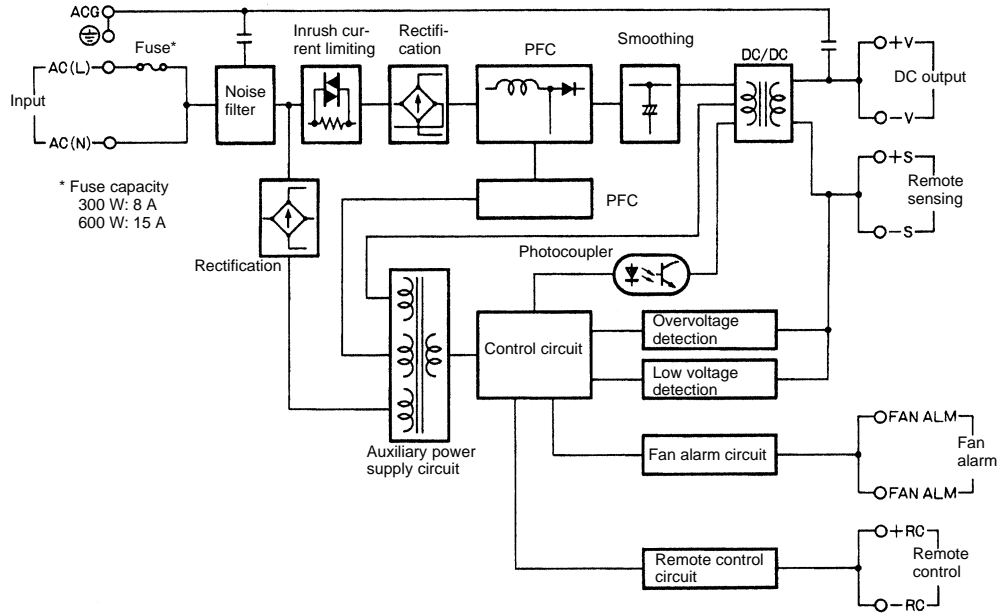 ACG
Fuse*
AC(L)
Input
AC(N)
* Fuse capacity
300 W: 8 A
600 W: 15 A
Noise
filter
Inrush cur-
rent limiting
Rectifi-
cation
PFC
Smoothing
DC/DC
+V
DC output
-V
+S
Remote
sensing
-S
PFC
Rectification
Photocoupler
Auxiliary power
supply circuit
Control circuit
Overvoltage
detection
Low voltage
detection
Fan alarm circuit
FAN ALM
Fan
alarm
FAN ALM
Remote control
circuit
+RC
Remote
control
-RC